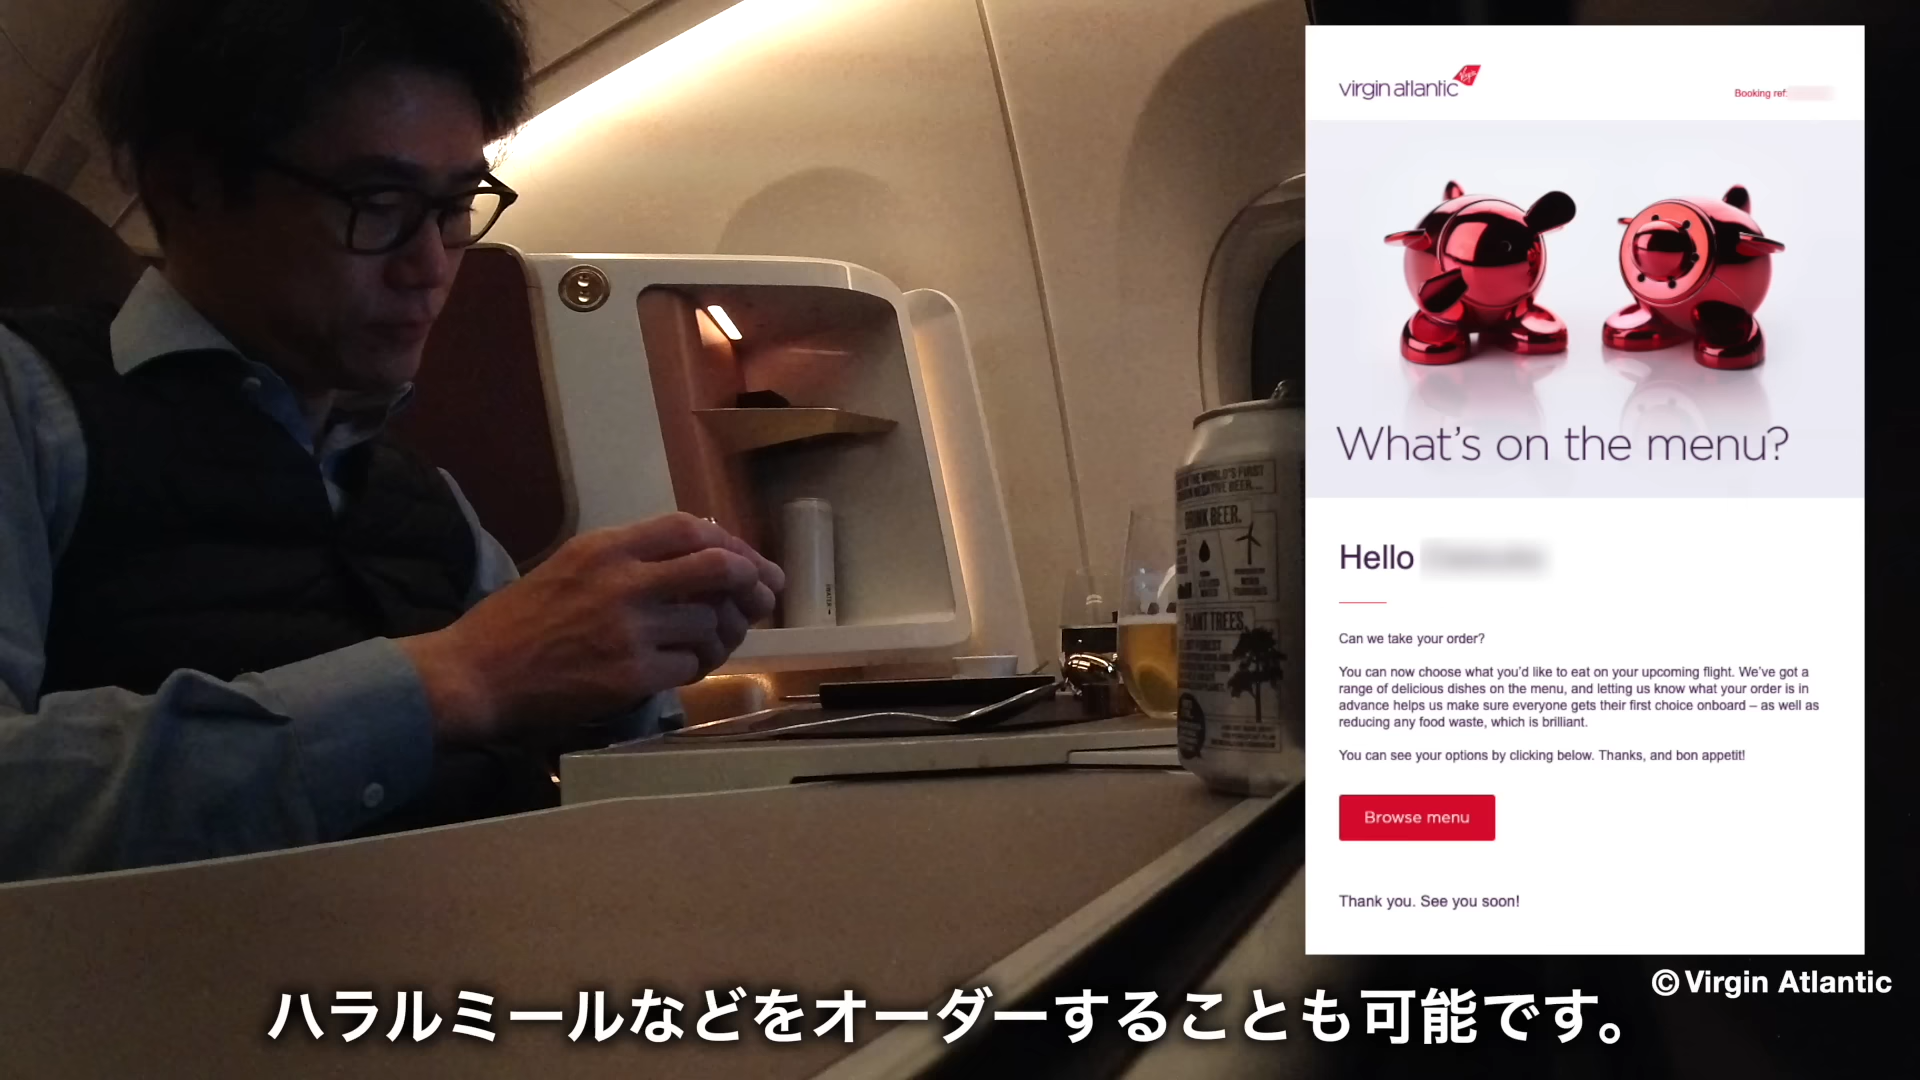 virgin atlantic
Booking ref:
What's on the menu?
Hello
Can we take your order?
You can now choose what you'd like to eat on your upcoming flight. We've got a
range of delicious dishes on the menu, and letting us know what your order is in
advance helps us make sure everyone gets their first choice onboard – as well as
reducing any food waste, which is brilliant.
You can see your options by clicking below. Thanks, and bon appetit!
Browse menu
Thank you. See you soon!
THE WORLD'S FIRST
NEGATIVE BEER...
DRINK BEER.
PLANT TREES.
© Virgin Atlantic
ハラルミールなどをオーダーすることも可能です。